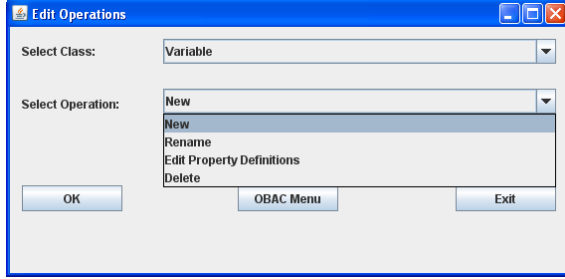 Edit Operations
Select Class: Variable
Select Operation: New
New
Rename
Edit Property Definitions
Delete
OK OBAC Menu Exit